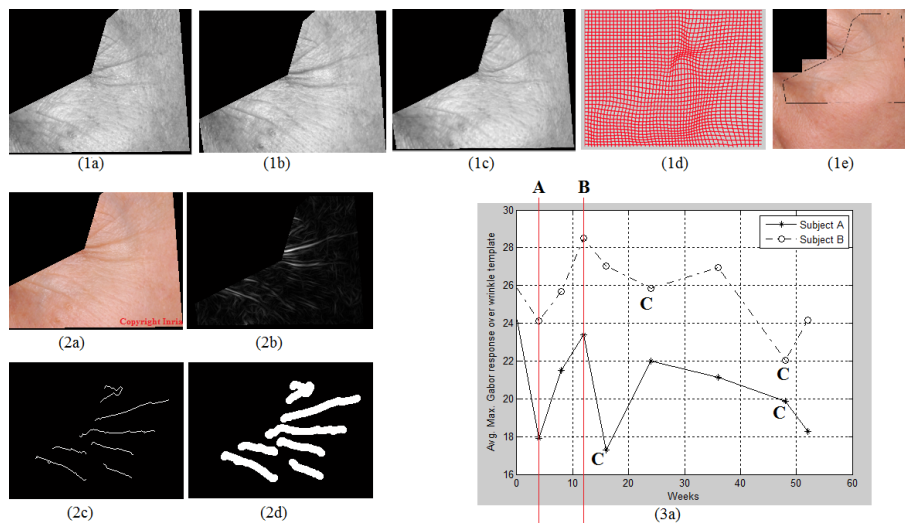 (1a)
(1b)
(1c)
(1d)
(1e)
Copyright Inria
(2a)
(2b)
(2c)
(2d)
A
B
30
28
26
24
22
20
18
16
Avg. Max. Gabor response over wrinkle template
Subject A
Subject B
C
C
C
C
0
10
20
30
40
50
60
Weeks
(3a)